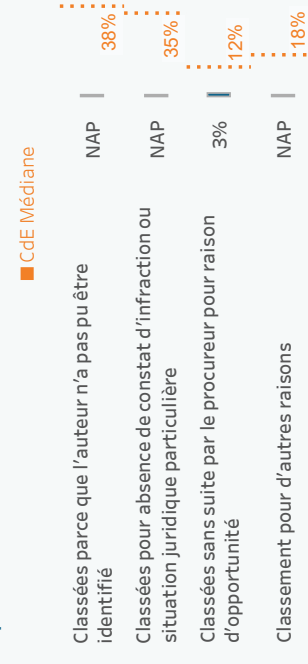 CdE Médiane
Classées parce que l'auteur n'a pas pu être
identifié
NAP
38%
Classées pour absence de constat d'infraction ou
situation juridique particulière
NAP
35%
Classées sans suite par le procureur pour raison
d'opportunité
3%
12%
Classement pour d'autres raisons
NAP
18%